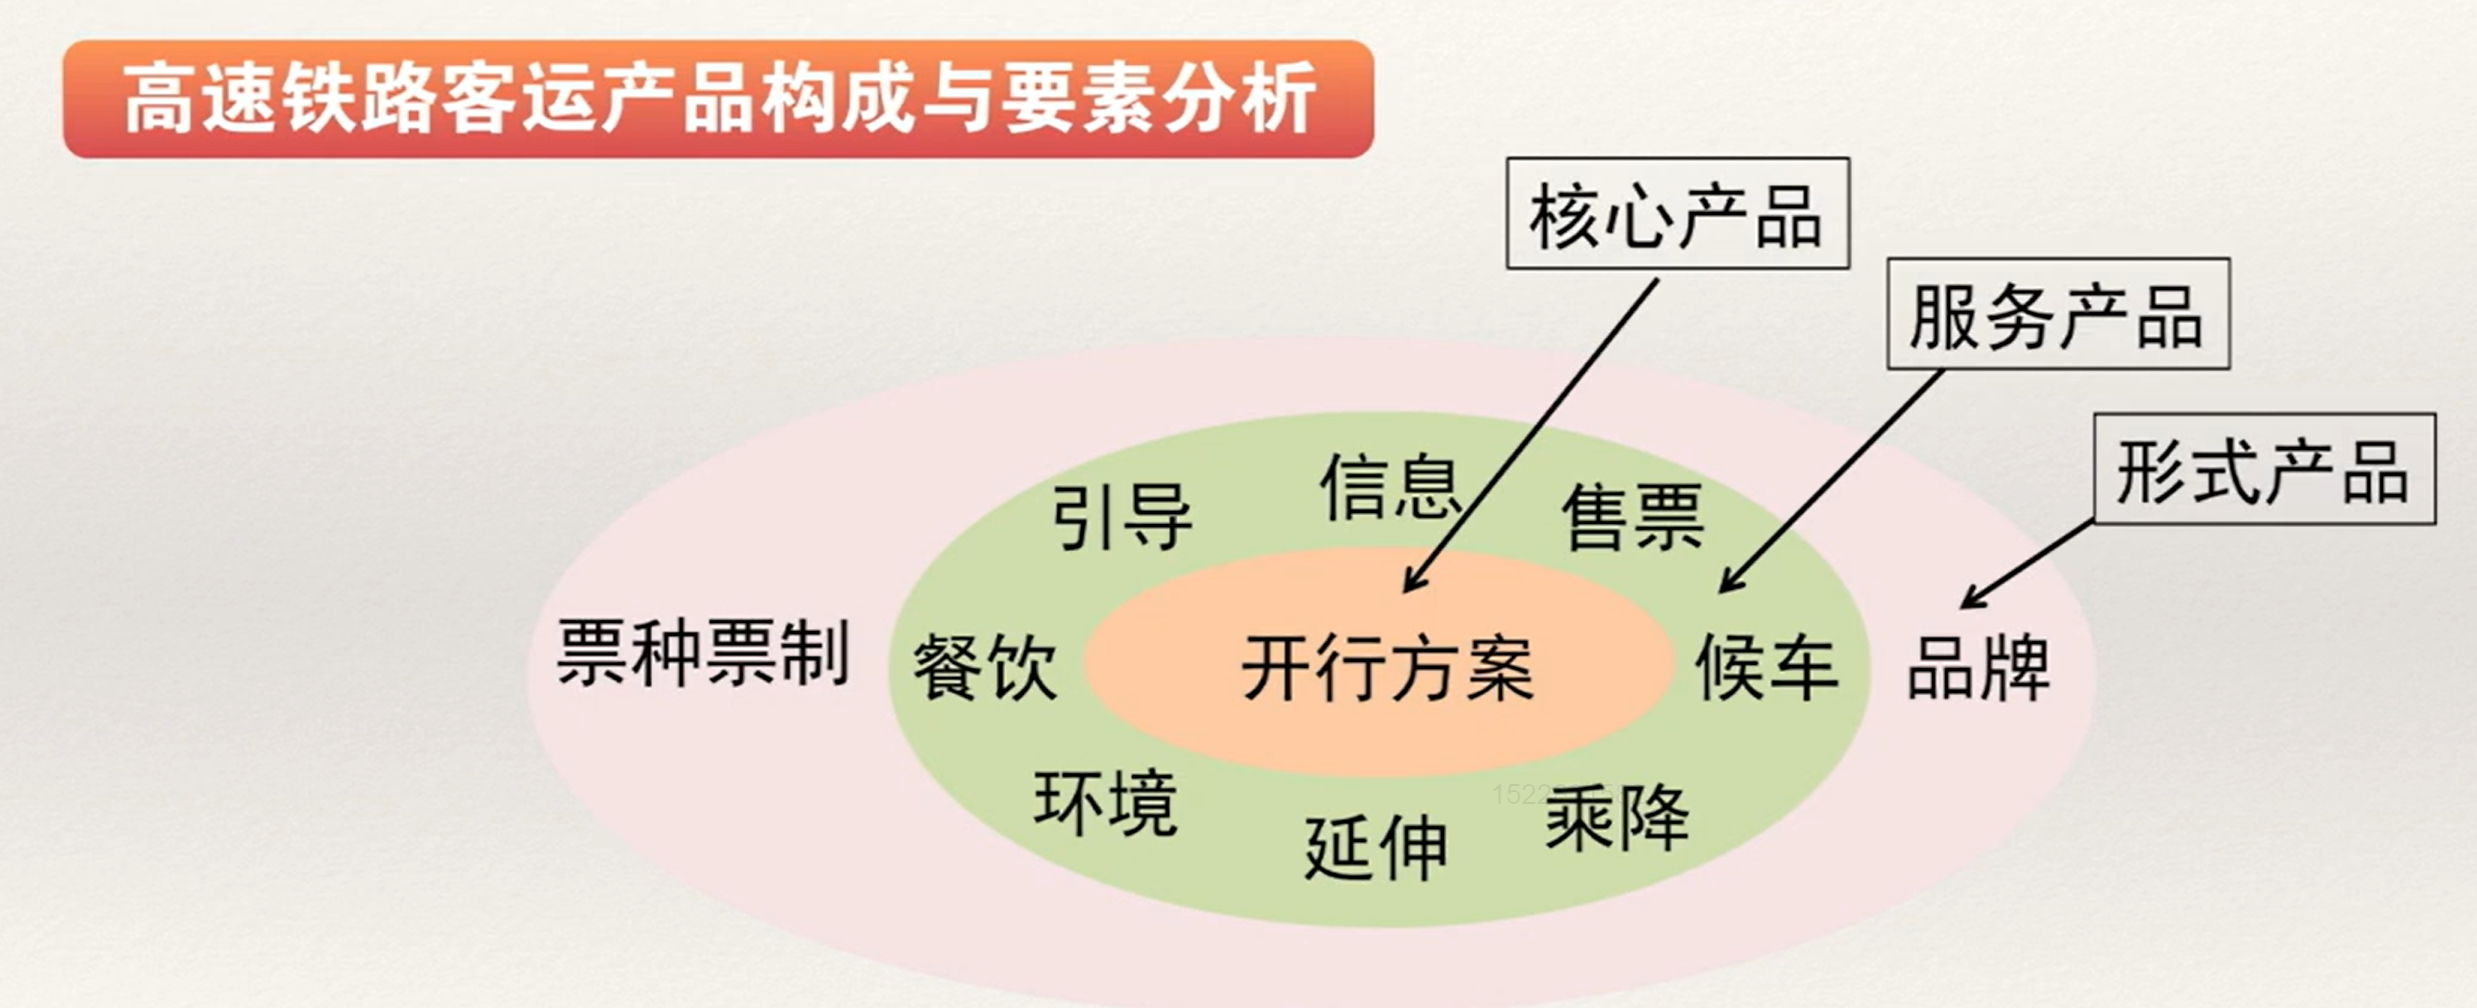 高速铁路客运产品构成与要素分析
核心产品
服务产品
形式产品
信息
引导
售票
票种票制
餐饮
开行方案
候车
品牌
环境
乘降
延伸